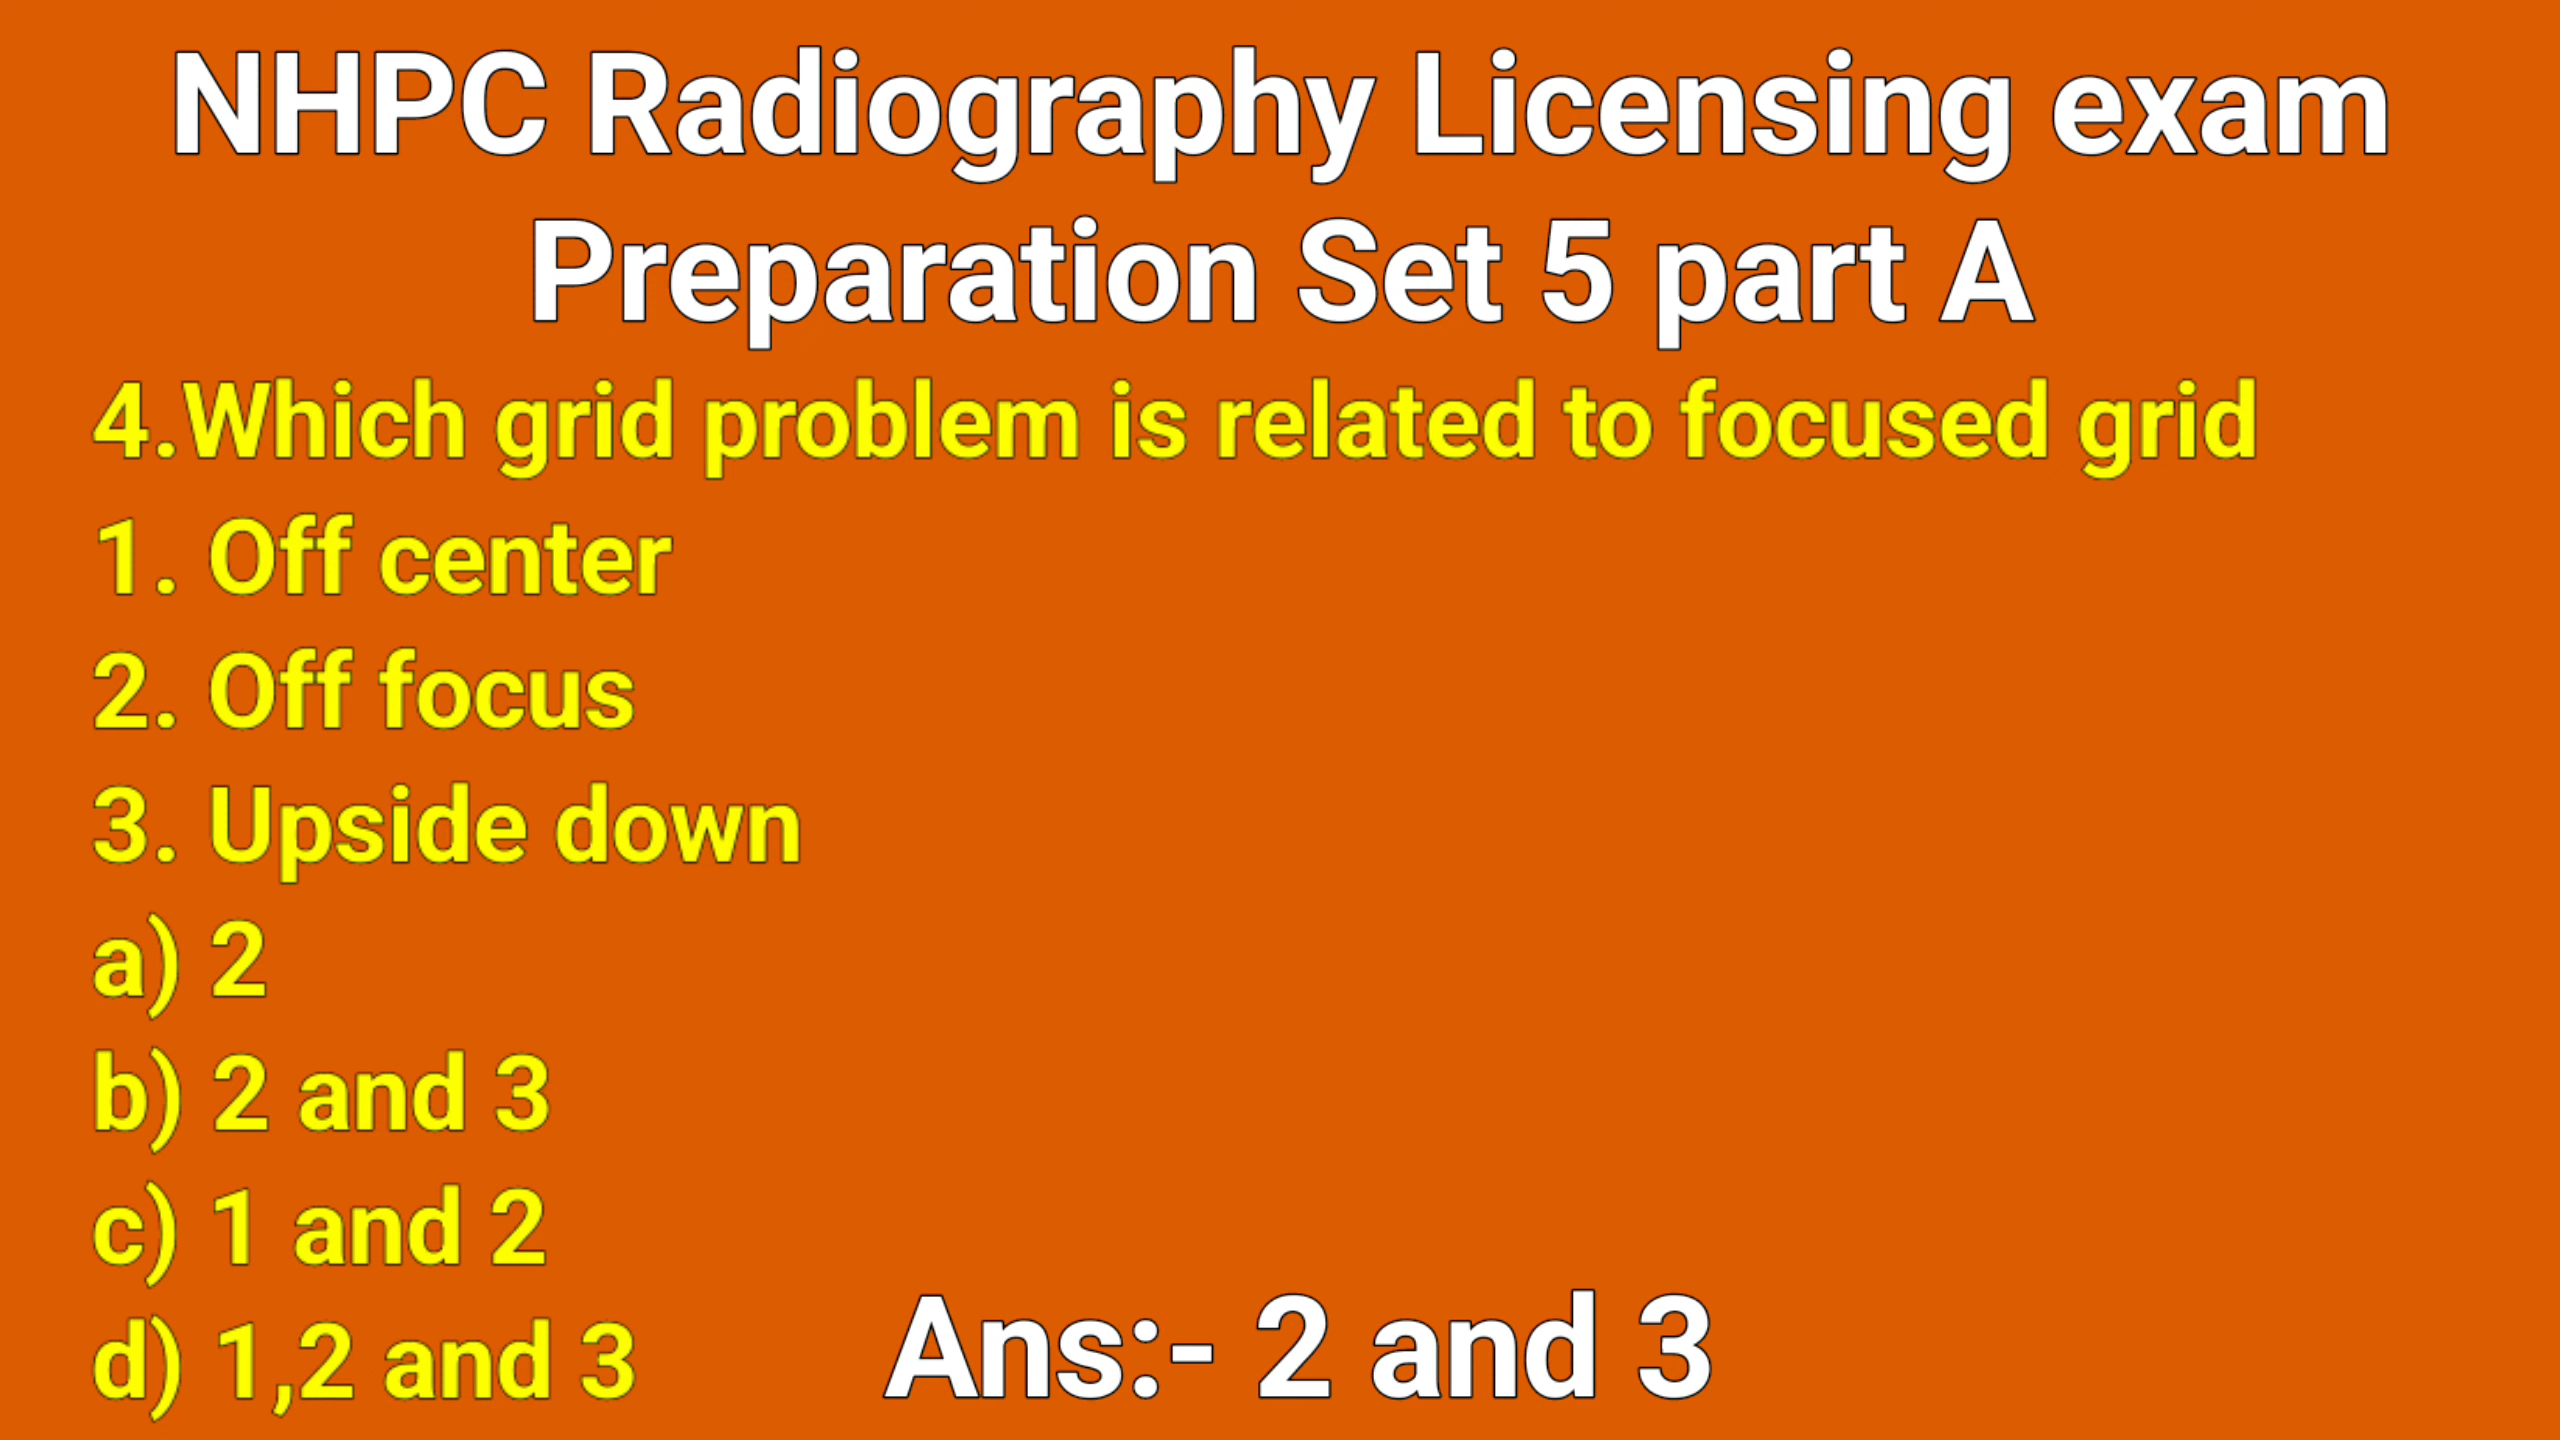 NHPC Radiography Licensing exam
Preparation Set 5 part A
4.Which grid problem is related to focused grid
1. Off center
2. Off focus
3. Upside down
a) 2
b) 2 and 3
c) 1 and 2
d) 1,2 and 3
Ans:- 2 and 3